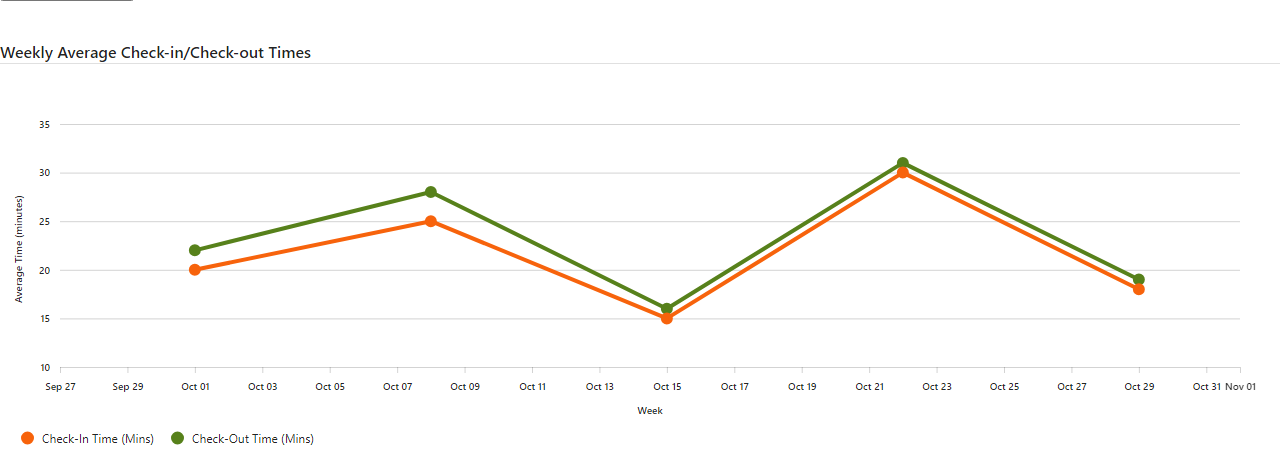 Weekly Average Check-in/Check-out Times
35
30
25
20
15
10
Average Time (minutes)
Sep 27 Sep 29 Oct 01 Oct 03 Oct 05 Oct 07 Oct 09 Oct 11 Oct 13 Oct 15 Oct 17 Oct 19 Oct 21 Oct 23 Oct 25 Oct 27 Oct 29 Oct 31 Nov 01
Week
Check-In Time (Mins) Check-Out Time (Mins)